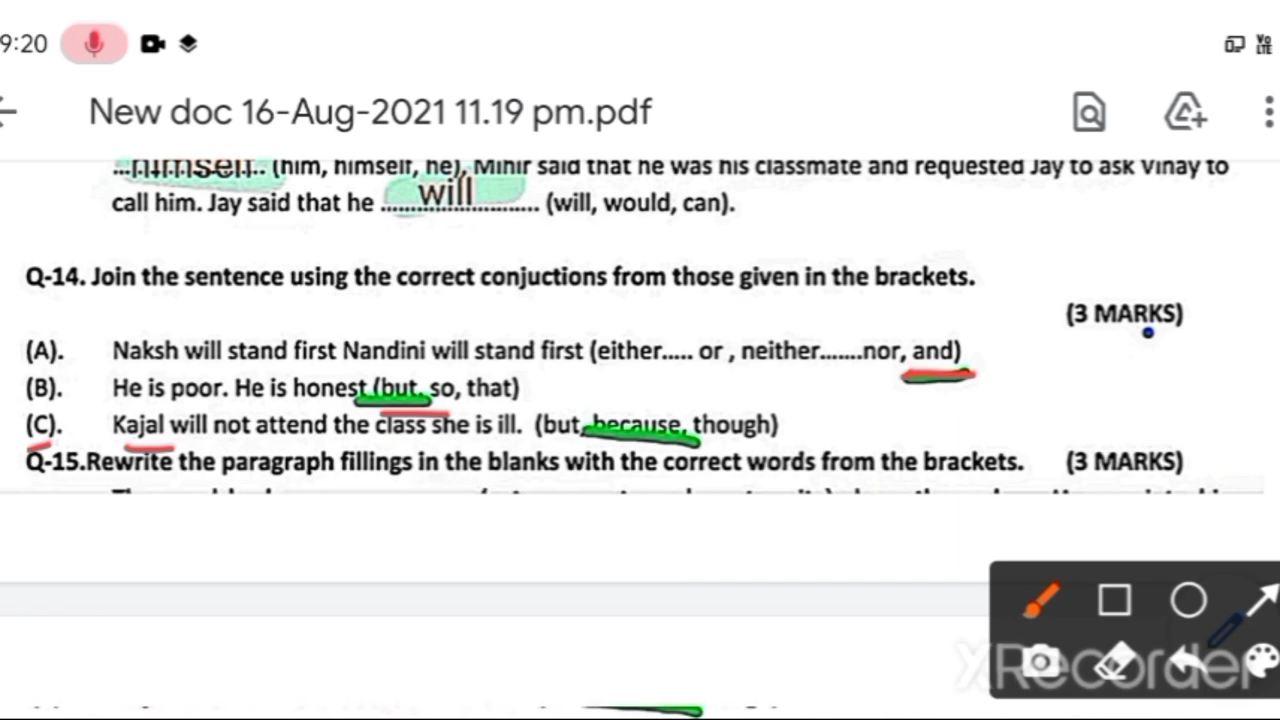 9:20
Vo LTE
New doc 16-Aug-2021 11.19 pm.pdf
...himself.. (him, himself, he), Mihir said that he was his classmate and requested Jay to ask Vinay to
call him. Jay said that he ....will.... (will, would, can).
Q-14. Join the sentence using the correct conjuctions from those given in the brackets.
(3 MARKS)
(A). Naksh will stand first Nandini will stand first (either..... or , neither.......nor, and)
(B). He is poor. He is honest (but, so, that)
(C). Kajal will not attend the class she is ill. (but, because, though)
Q-15.Rewrite the paragraph fillings in the blanks with the correct words from the brackets. (3 MARKS)
XRecorder